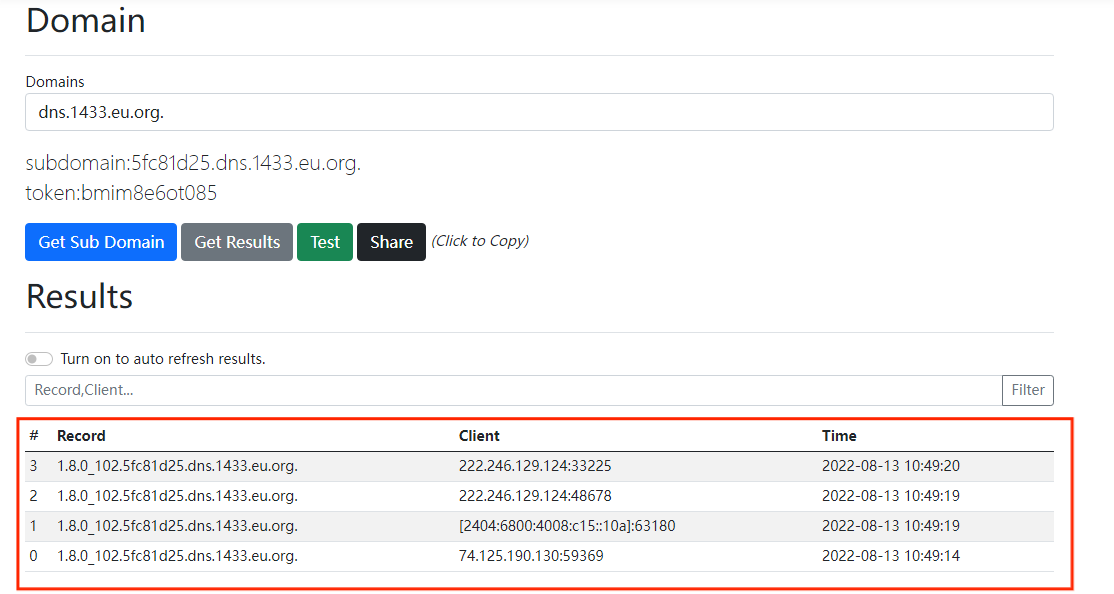 Domain
Domains
dns.1433.eu.org.
subdomain:5fc81d25.dns.1433.eu.org.
token:bmim8e6ot085
Get Sub Domain Get Results Test Share (Click to Copy)
Results
Turn on to auto refresh results.
Record,Client... Filter
# Record Client Time
3 1.8.0_102.5fc81d25.dns.1433.eu.org. 222.246.129.124:33225 2022-08-13 10:49:20
2 1.8.0_102.5fc81d25.dns.1433.eu.org. 222.246.129.124:48678 2022-08-13 10:49:19
1 1.8.0_102.5fc81d25.dns.1433.eu.org. [2404:6800:4008:c15::10a]:63180 2022-08-13 10:49:19
0 1.8.0_102.5fc81d25.dns.1433.eu.org. 74.125.190.130:59369 2022-08-13 10:49:14